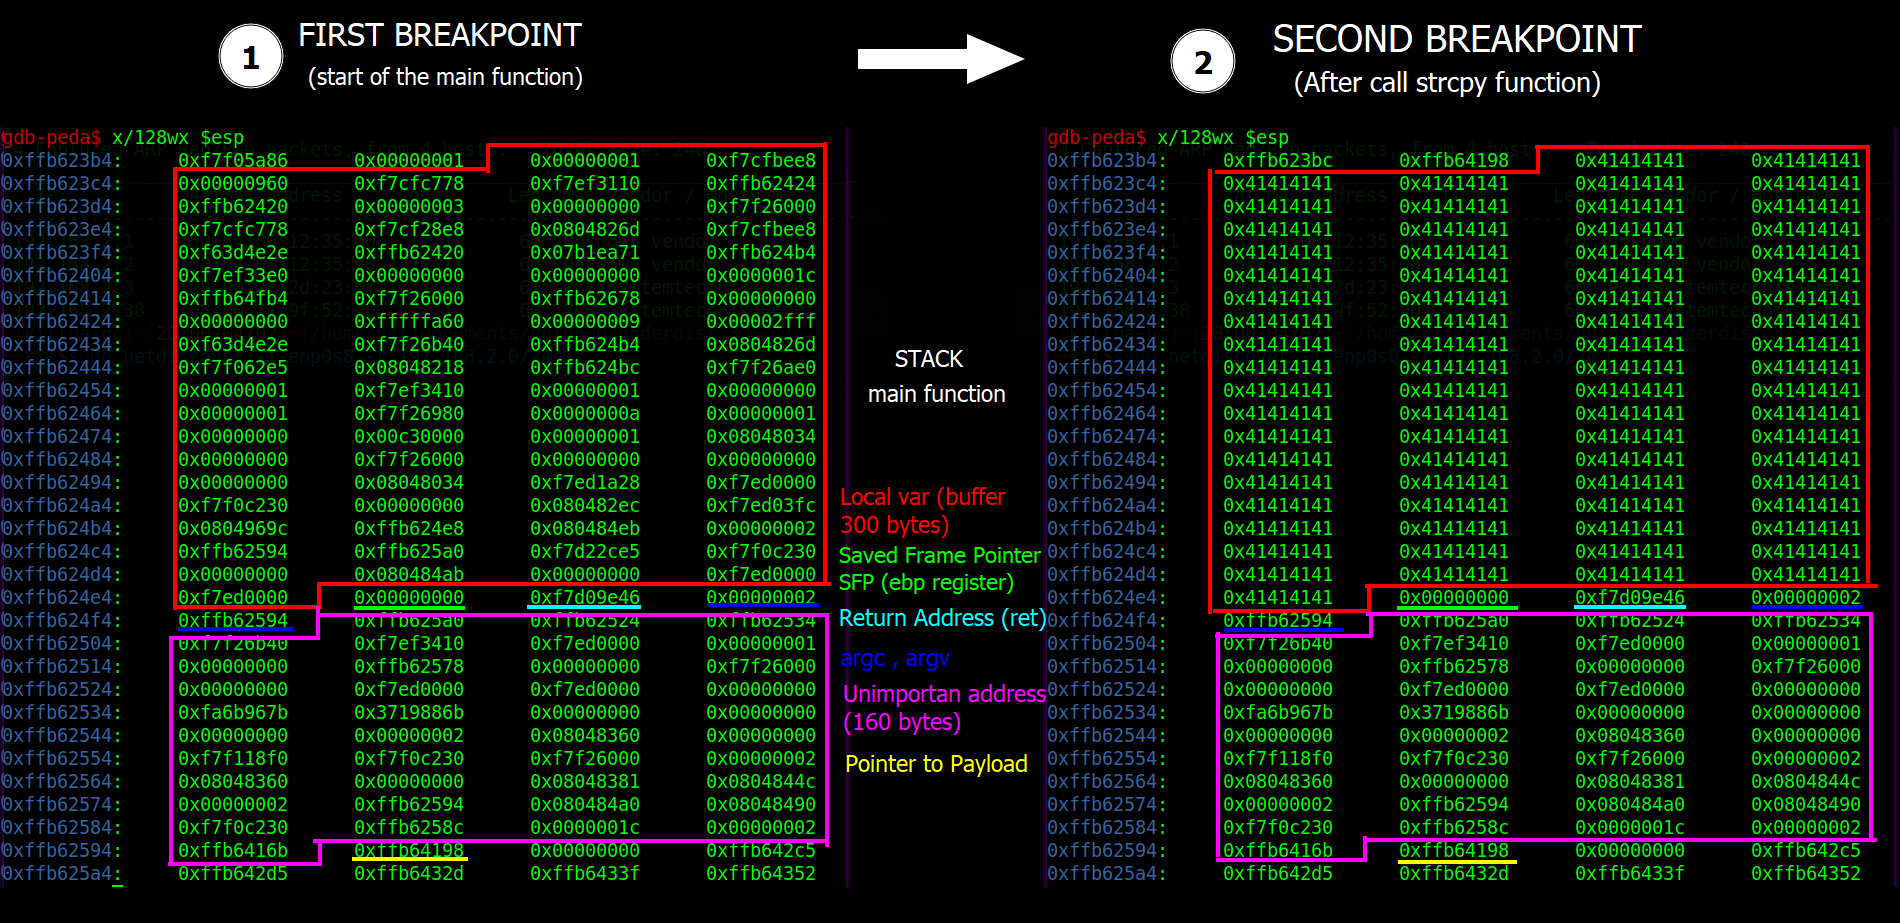 1 FIRST BREAKPOINT
(start of the main function)
2 SECOND BREAKPOINT
(After call strcpy function)
gdb-peda$ x/128wx $esp
0xffb623b4: 0xf7f05a86 0x00000001 0x00000001 0xf7cfbee8
0xffb623c4: 0x00000960 0xf7cfc778 0xf7ef3110 0xffb62424
0xffb623d4: 0xffb62420 0x00000003 0x00000000 0xf7f26000
0xffb623e4: 0xf7cfc778 0xf7cf28e8 0x0804826d 0xf7cfbee8
0xffb623f4: 0xf63d4e2e 0xffb62420 0x07b1ea71 0xffb624b4
0xffb62404: 0xf7ef33e0 0x00000000 0x00000000 0x0000001c
0xffb62414: 0xffb64fb4 0xf7f26000 0xffb62678 0x00000000
0xffb62424: 0x00000000 0xfffffa60 0x00000009 0x00002fff
0xffb62434: 0xf63d4e2e 0xf7f26b40 0xffb624b4 0x0804826d
0xffb62444: 0xf7f062e5 0x08048218 0xffb624bc 0xf7f26ae0
0xffb62454: 0x00000001 0xf7ef3410 0x00000001 0x00000000
0xffb62464: 0x00000001 0xf7f26980 0x0000000a 0x00000001
0xffb62474: 0x00000000 0x00c30000 0x00000001 0x08048034
0xffb62484: 0x00000000 0xf7f26000 0x00000000 0x00000000
0xffb62494: 0x00000000 0x08048034 0xf7ed1a28 0xf7ed0000
0xffb624a4: 0xf7f0c230 0x00000000 0x080482ec 0xf7ed03fc
0xffb624b4: 0x0804969c 0xffb624e8 0x080484eb 0x00000002
0xffb624c4: 0xffb62594 0xffb625a0 0xf7d22ce5 0xf7f0c230
0xffb624d4: 0x00000000 0x080484ab 0x00000000 0xf7ed0000
0xffb624e4: 0xf7ed0000 0x00000000 0xf7d09e46 0x00000002
0xffb624f4: 0xffb62594 0xffb625a0 0xffb62524 0xffb62534
0xffb62504: 0xf7f26b40 0xf7ef3410 0xf7ed0000 0x00000001
0xffb62514: 0x00000000 0xffb62578 0x00000000 0xf7f26000
0xffb62524: 0x00000000 0xf7ed0000 0xf7ed0000 0x00000000
0xffb62534: 0xfa6b967b 0x3719886b 0x00000000 0x00000000
0xffb62544: 0x00000000 0x00000002 0x08048360 0x00000000
0xffb62554: 0xf7f118f0 0xf7f0c230 0xf7f26000 0x00000002
0xffb62564: 0x08048360 0x00000000 0x08048381 0x0804844c
0xffb62574: 0x00000002 0xffb62594 0x080484a0 0x08048490
0xffb62584: 0xf7f0c230 0xffb6258c 0x0000001c 0x00000002
0xffb62594: 0xffb6416b 0xffb64198 0x00000000 0xffb642c5
0xffb625a4: 0xffb642d5 0xffb6432d 0xffb6433f 0xffb64352
STACK
main function
Local var (buffer
300 bytes)
Saved Frame Pointer
SFP (ebp register)
Return Address (ret)
argc , argv
Unimportan address
(160 bytes)
Pointer to Payload
gdb-peda$ x/128wx $esp
0xffb623b4: 0xffb623bc 0xffb64198 0x41414141 0x41414141
0xffb623c4: 0x41414141 0x41414141 0x41414141 0x41414141
0xffb623d4: 0x41414141 0x41414141 0x41414141 0x41414141
0xffb623e4: 0x41414141 0x41414141 0x41414141 0x41414141
0xffb623f4: 0x41414141 0x41414141 0x41414141 0x41414141
0xffb62404: 0x41414141 0x41414141 0x41414141 0x41414141
0xffb62414: 0x41414141 0x41414141 0x41414141 0x41414141
0xffb62424: 0x41414141 0x41414141 0x41414141 0x41414141
0xffb62434: 0x41414141 0x41414141 0x41414141 0x41414141
0xffb62444: 0x41414141 0x41414141 0x41414141 0x41414141
0xffb62454: 0x41414141 0x41414141 0x41414141 0x41414141
0xffb62464: 0x41414141 0x41414141 0x41414141 0x41414141
0xffb62474: 0x41414141 0x41414141 0x41414141 0x41414141
0xffb62484: 0x41414141 0x41414141 0x41414141 0x41414141
0xffb62494: 0x41414141 0x41414141 0x41414141 0x41414141
0xffb624a4: 0x41414141 0x41414141 0x41414141 0x41414141
0xffb624b4: 0x41414141 0x41414141 0x41414141 0x41414141
0xffb624c4: 0x41414141 0x41414141 0x41414141 0x41414141
0xffb624d4: 0x41414141 0x41414141 0x41414141 0x41414141
0xffb624e4: 0x41414141 0x00000000 0xf7d09e46 0x00000002
0xffb624f4: 0xffb62594 0xffb625a0 0xffb62524 0xffb62534
0xffb62504: 0xf7f26b40 0xf7ef3410 0xf7ed0000 0x00000001
0xffb62514: 0x00000000 0xffb62578 0x00000000 0xf7f26000
0xffb62524: 0x00000000 0xf7ed0000 0xf7ed0000 0x00000000
0xffb62534: 0xfa6b967b 0x3719886b 0x00000000 0x00000000
0xffb62544: 0x00000000 0x00000002 0x08048360 0x00000000
0xffb62554: 0xf7f118f0 0xf7f0c230 0xf7f26000 0x00000002
0xffb62564: 0x08048360 0x00000000 0x08048381 0x0804844c
0xffb62574: 0x00000002 0xffb62594 0x080484a0 0x08048490
0xffb62584: 0xf7f0c230 0xffb6258c 0x0000001c 0x00000002
0xffb62594: 0xffb6416b 0xffb64198 0x00000000 0xffb642c5
0xffb625a4: 0xffb642d5 0xffb6432d 0xffb6433f 0xffb64352